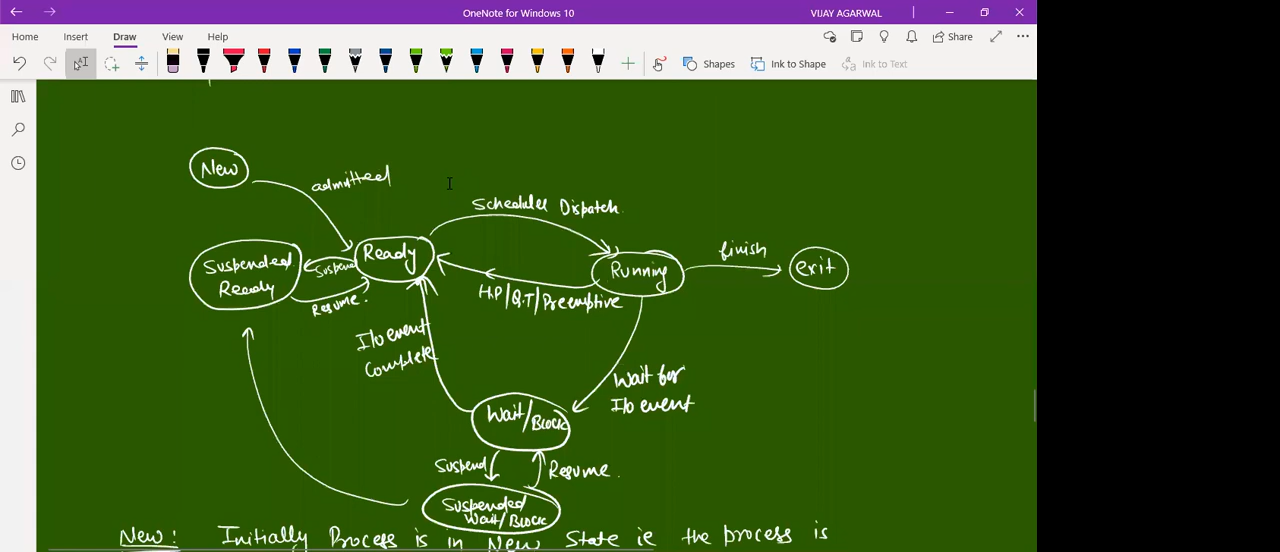 OneNote for Windows 10
VIJAY AGARWAL
Home Insert Draw View Help
Share
Shapes
Ink to Shape
Ink to Text
New
admitted
Scheduler Dispatch
Ready
Suspended
Ready
Suspend
Resume.
Running
finish
exit
H.P/Q.T/Preemptive
I/o event
Complete
Wait for
I/o event
Wait/Block
Suspend
Resume.
Suspended
Wait/Block
New: Initially Process is in New State ie the process is